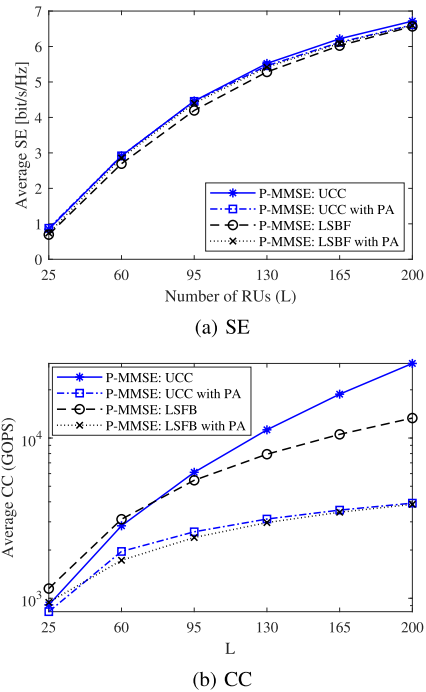 7
6
5
4
3
2
1
0
Average SE [bit/s/Hz]
P-MMSE: UCC
P-MMSE: UCC with PA
P-MMSE: LSBF
P-MMSE: LSBF with PA
25 60 95 130 165 200
Number of RUs (L)
(a) SE
P-MMSE: UCC
P-MMSE: UCC with PA
P-MMSE: LSFB
P-MMSE: LSFB with PA
10^4
10^3
Average CC (GOPS)
25 60 95 130 165 200
L
(b) CC